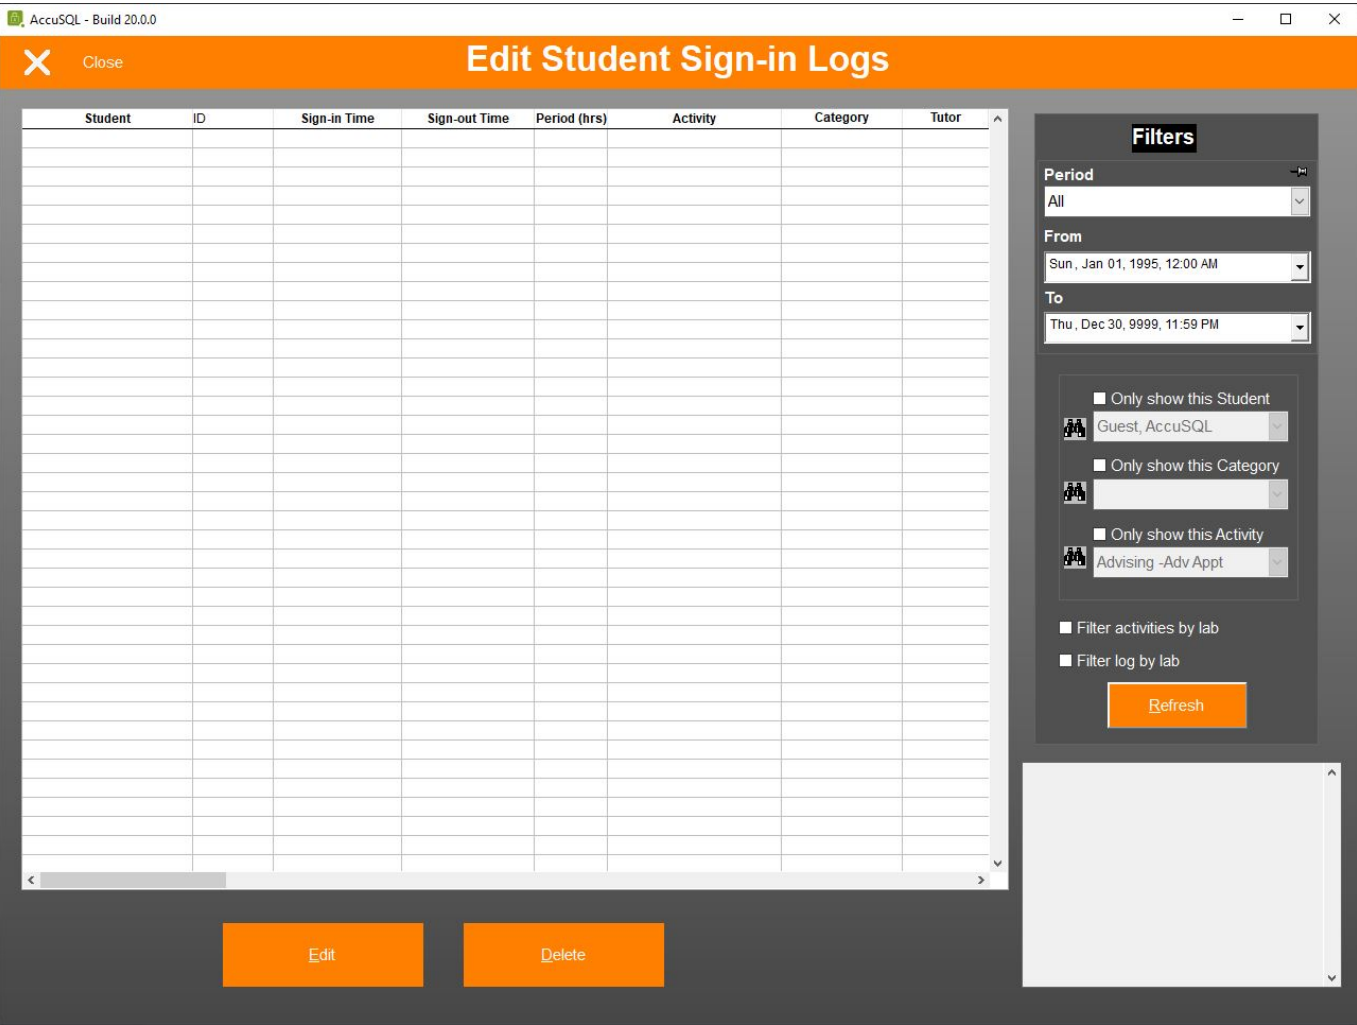 AccuSQL - Build 20.0.0
Close
Edit Student Sign-in Logs
Student ID Sign-in Time Sign-out Time Period (hrs) Activity Category Tutor
Filters
Period
All
From
Sun , Jan 01, 1995, 12:00 AM
To
Thu , Dec 30, 9999, 11:59 PM
Only show this Student
Guest, AccuSQL
Only show this Category
Only show this Activity
Advising -Adv Appt
Filter activities by lab
Filter log by lab
Refresh
Edit
Delete